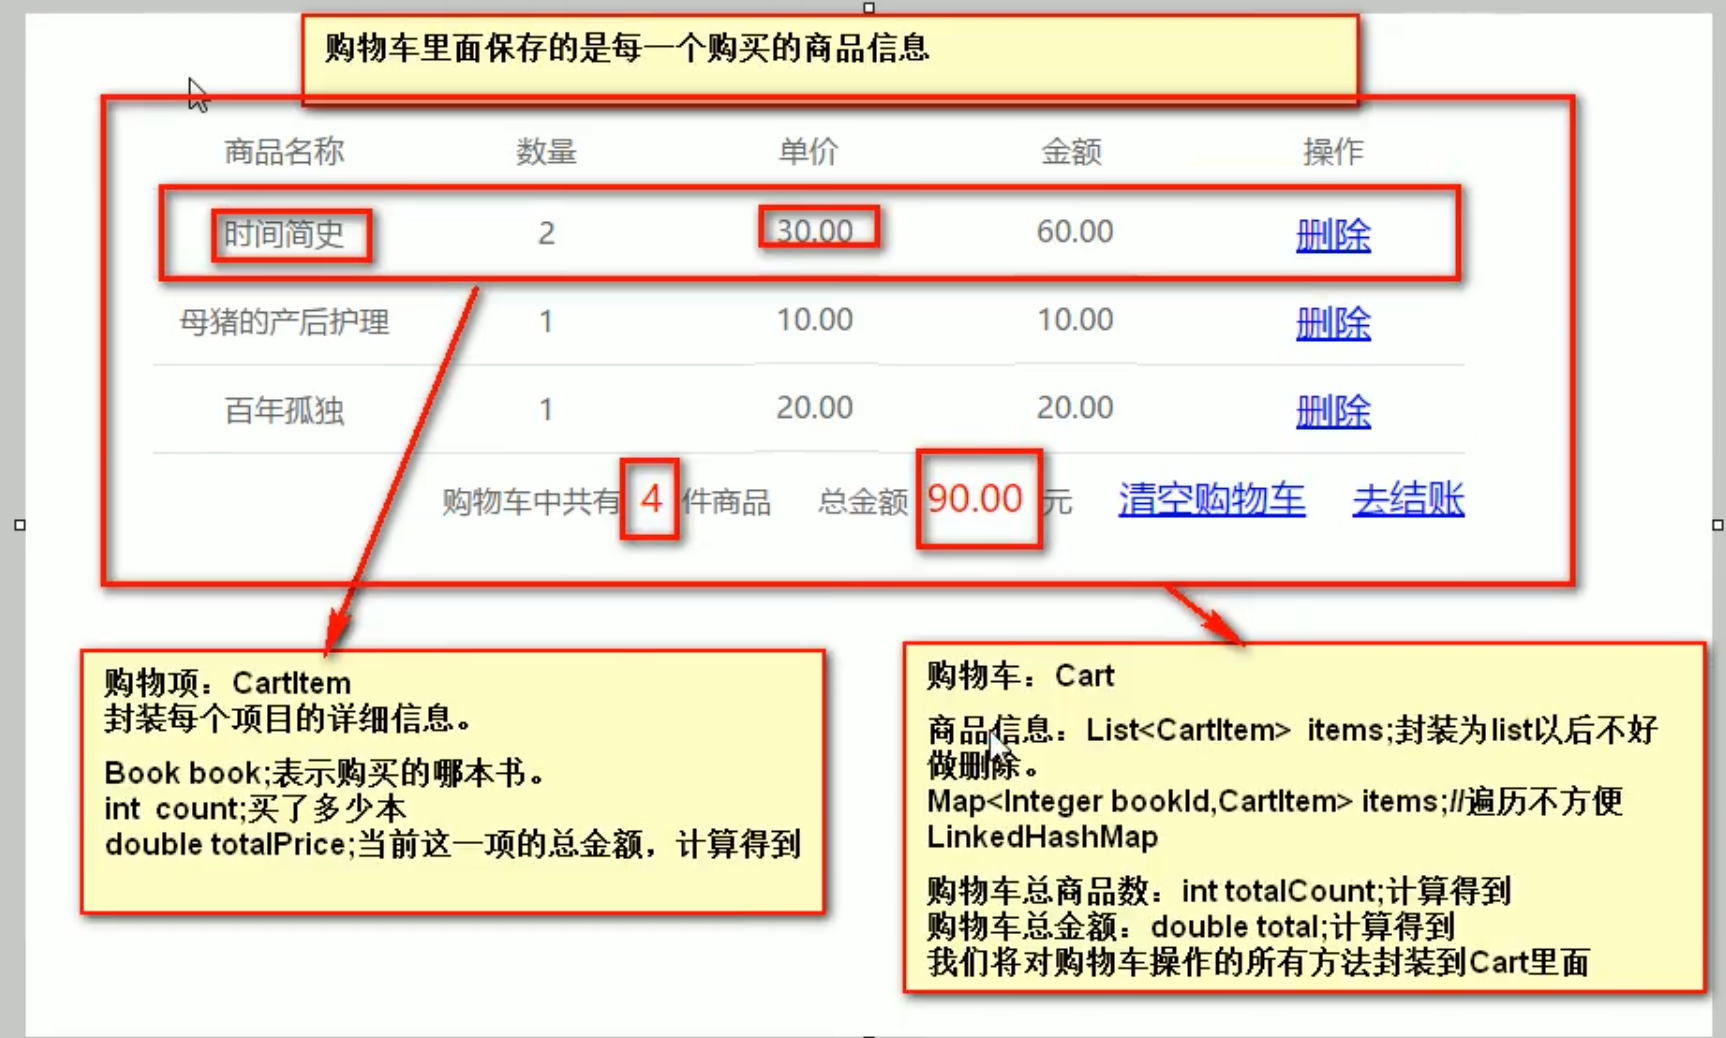 购物车里面保存的是每一个购买的商品信息
商品名称 数量 单价 金额 操作
时间简史 2 30.00 60.00 删除
母猪的产后护理 1 10.00 10.00 删除
百年孤独 1 20.00 20.00 删除
购物车中共有 4 件商品 总金额 90.00 元 清空购物车 去结账
购物项：CartItem
封装每个项目的详细信息。
Book book;表示购买的哪本书。
int count;买了多少本
double totalPrice;当前这一项的总金额，计算得到
购物车：Cart
商品信息：List<CartItem> items;封装为list以后不好
做删除。
Map<Integer bookId,CartItem> items;//遍历不方便
LinkedHashMap
购物车总商品数：int totalCount;计算得到
购物车总金额：double total;计算得到
我们将对购物车操作的所有方法封装到Cart里面